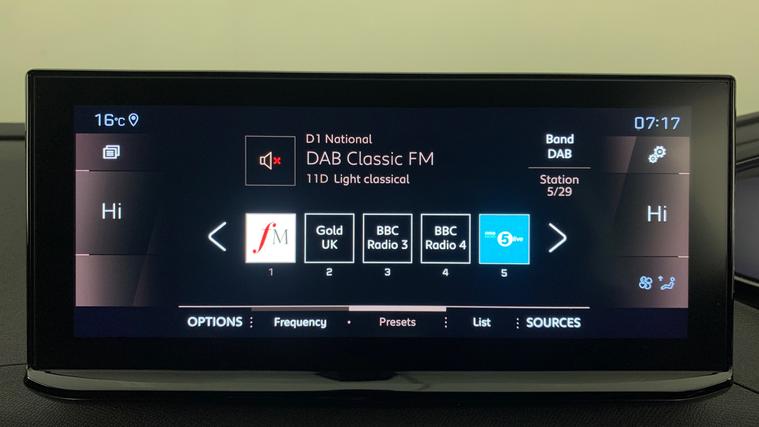 16°C
07:17
D1 National
DAB Classic FM
11D Light classical
Band
DAB
Station
5/29
Hi
Hi
fM
Gold
UK
BBC
Radio 3
BBC
Radio 4
5 live
1
2
3
4
5
OPTIONS
Frequency
Presets
List
SOURCES